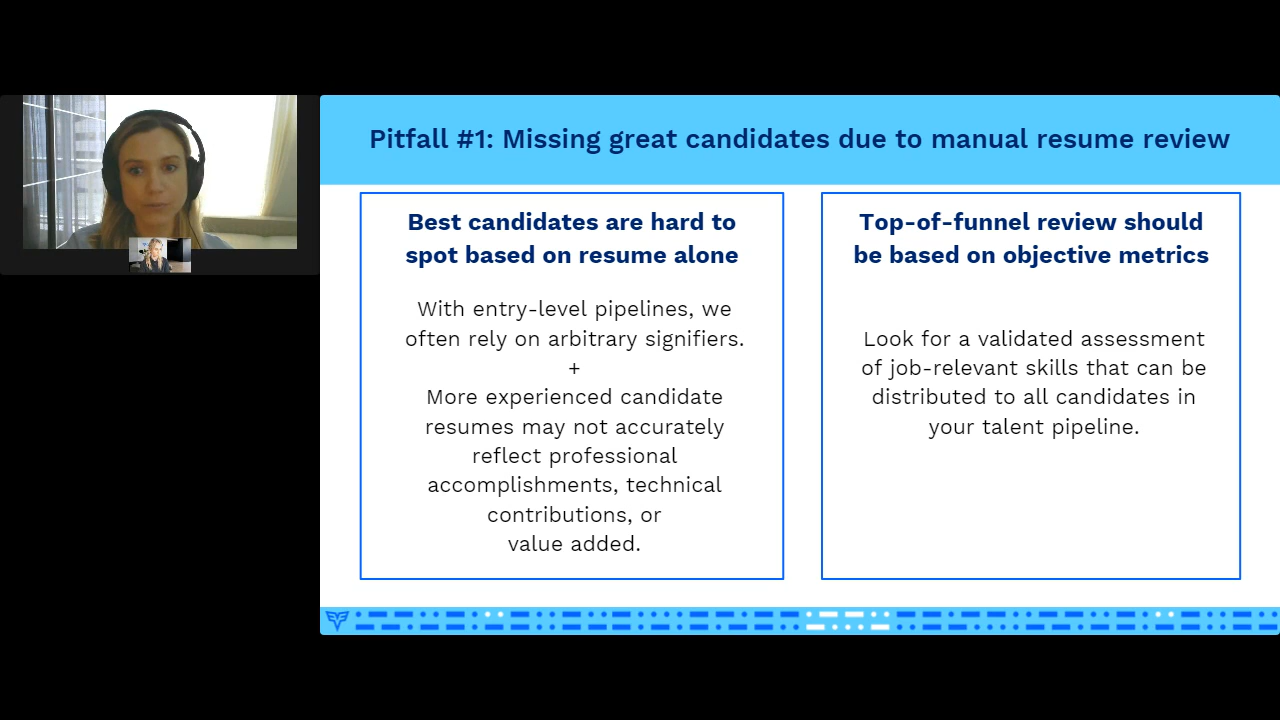 Pitfall #1: Missing great candidates due to manual resume review
Best candidates are hard to
spot based on resume alone
With entry-level pipelines, we
often rely on arbitrary signifiers.
+
More experienced candidate
resumes may not accurately
reflect professional
accomplishments, technical
contributions, or
value added.
Top-of-funnel review should
be based on objective metrics
Look for a validated assessment
of job-relevant skills that can be
distributed to all candidates in
your talent pipeline.